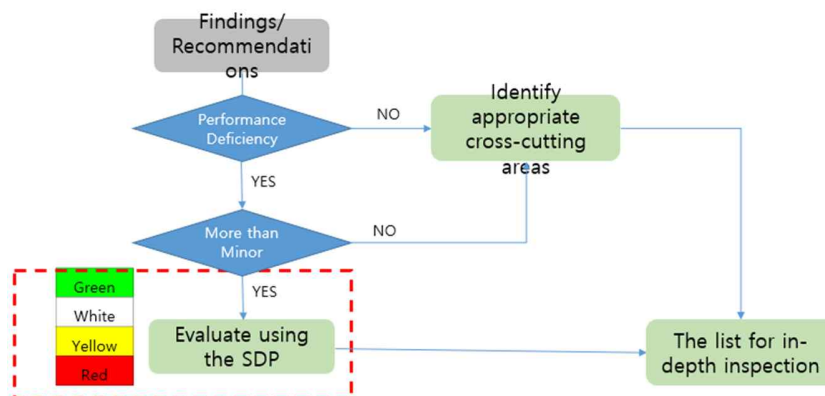 Findings/
Recommendati
ons
Performance
Deficiency
NO
Identify
appropriate
cross-cutting
areas
YES
More than
Minor
NO
Green
White
Yellow
Red
YES
Evaluate using
the SDP
The list for in-
depth inspection